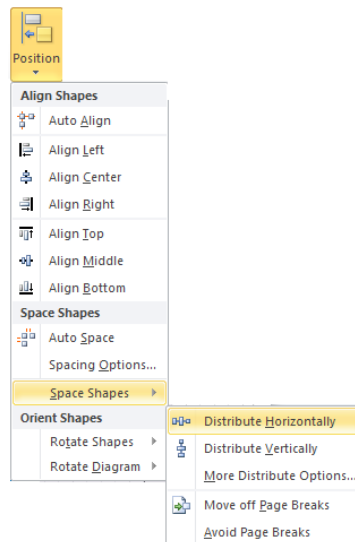 Position
Align Shapes
Auto Align
Align Left
Align Center
Align Right
Align Top
Align Middle
Align Bottom
Space Shapes
Auto Space
Spacing Options...
Space Shapes
Orient Shapes
Rotate Shapes
Rotate Diagram
Distribute Horizontally
Distribute Vertically
More Distribute Options...
Move off Page Breaks
Avoid Page Breaks